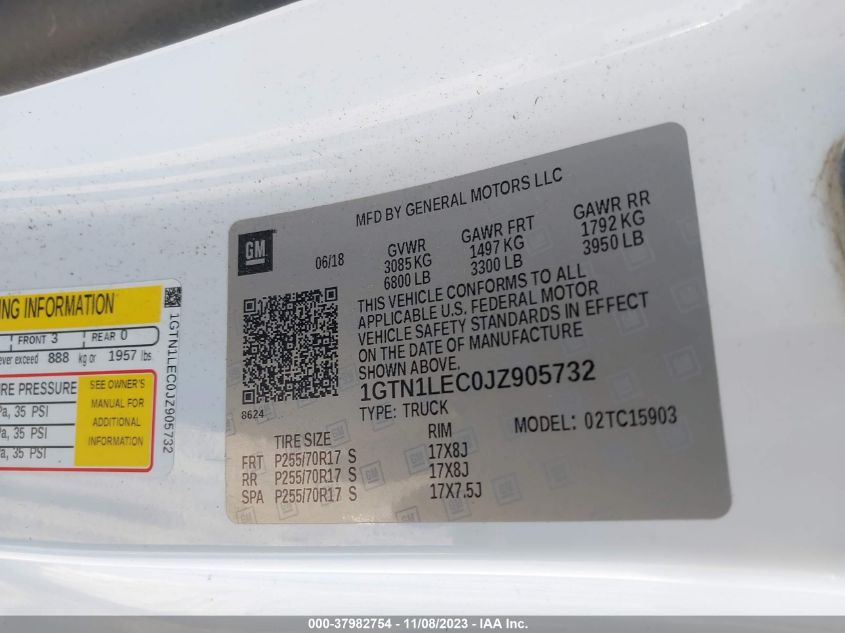 GM
MFD BY GENERAL MOTORS LLC
06/18
GVWR
3085 KG
6800 LB
GAWR FRT
1497 KG
3300 LB
GAWR RR
1792 KG
3950 LB
THIS VEHICLE CONFORMS TO ALL
APPLICABLE U.S. FEDERAL MOTOR
VEHICLE SAFETY STANDARDS IN EFFECT
ON THE DATE OF MANUFACTURE
SHOWN ABOVE.
1GTN1LEC0JZ905732
8624
TYPE: TRUCK
MODEL: 02TC15903
TIRE SIZE RIM
FRT P255/70R17 S 17X8J
RR P255/70R17 S 17X8J
SPA P255/70R17 S 17X7.5J
ING INFORMATION
FRONT 3 REAR 0
ever exceed 888 kg or 1957 lbs
RE PRESSURE
SEE OWNER'S
MANUAL FOR
ADDITIONAL
INFORMATION
Pa, 35 PSI
Pa, 35 PSI
Pa, 35 PSI
1GTN1LEC0JZ905732
000-37982754 - 11/08/2023 - IAA Inc.